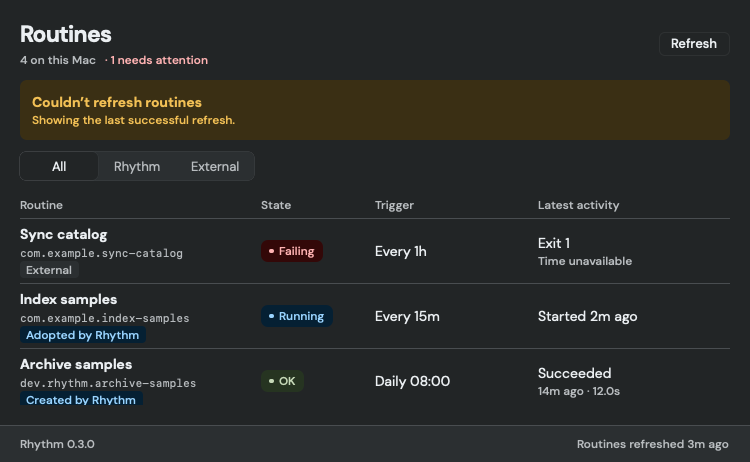 Routines
4 on this Mac · 1 needs attention
Refresh
Couldn’t refresh routines
Showing the last successful refresh.
All Rhythm External
Routine State Trigger Latest activity
Sync catalog
com.example.sync-catalog
External
Failing
Every 1h
Exit 1
Time unavailable
Index samples
com.example.index-samples
Adopted by Rhythm
Running
Every 15m
Started 2m ago
Archive samples
dev.rhythm.archive-samples
Created by Rhythm
OK
Daily 08:00
Succeeded
14m ago · 12.0s
Rhythm 0.3.0
Routines refreshed 3m ago